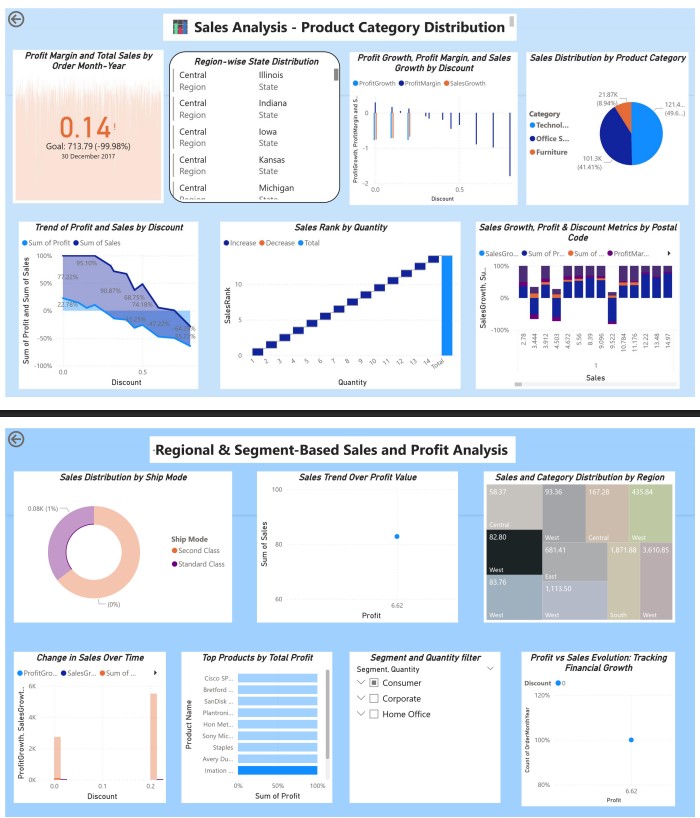 Sales Analysis - Product Category Distribution
Profit Margin and Total Sales by
Order Month-Year
0.14!
Goal: 713.79 (-99.98%)
30 December 2017
Region-wise State Distribution
Central Illinois
Region State
Central Indiana
Region State
Central Iowa
Region State
Central Kansas
Region State
Central Michigan
Region State
Profit Growth, Profit Margin, and Sales
Growth by Discount
ProfitGrowth ProfitMargin SalesGrowth
ProfitGrowth, ProfitMargin and S...
0
-1
-2
0.0 0.5
Discount
Sales Distribution by Product Category
21.87K
(8.94%)
121.4...
(49.6...)
101.3K
(41.41%)
Category
Technol...
Office S...
Furniture
Trend of Profit and Sales by Discount
Sum of Profit Sum of Sales
Sum of Profit and Sum of Sales
100%
50%
0%
-50%
-100%
95.10%
77.22%
90.87%
68.75%
74.18%
22.78%
47.22%
0.0 0.5
Discount
Sales Rank by Quantity
Increase Decrease Total
SalesRank
10
5
0
1 2 3 4 5 6 7 8 9 10 11 12 13 14 Total
Quantity
Sales Growth, Profit & Discount Metrics by Postal
Code
SalesGro... Sum of Pr... Sum of ... ProfitMar...
SalesGrowth, Su...
100%
0%
-100%
2.78 3.444 3.912 4.503 4.672 5.56 8.39 9.096 9.522 10.784 11.176 12.22 13.48 14.97
1
Sales
Regional & Segment-Based Sales and Profit Analysis
Sales Distribution by Ship Mode
0.08K (1%)
(0%)
Ship Mode
Second Class
Standard Class
Sales Trend Over Profit Value
Sum of Sales
100
80
60
6.62
Profit
Sales and Category Distribution by Region
58.37 93.36 167.28 435.84
Central West Central West
82.80
West
681.41 1,871.88 3,610.85
East
83.76 1,113.50
West West South West
Change in Sales Over Time
ProfitGro... SalesGr... Sum of ...
ProfitGrowth, SalesGrowt...
6K
4K
2K
0K
0.0 0.1 0.2
Discount
Top Products by Total Profit
Product Name
Cisco SP...
Bretford ...
SanDisk ...
Plantroni...
Hon Met...
Sony Mic...
Staples
Avery Du...
Imation ...
0% 50% 100%
Sum of Profit
Segment and Quantity filter
Segment, Quantity
Consumer
Corporate
Home Office
Profit vs Sales Evolution: Tracking
Financial Growth
Discount 0
Count of OrderMonthYear
120%
100%
80%
6.62
Profit